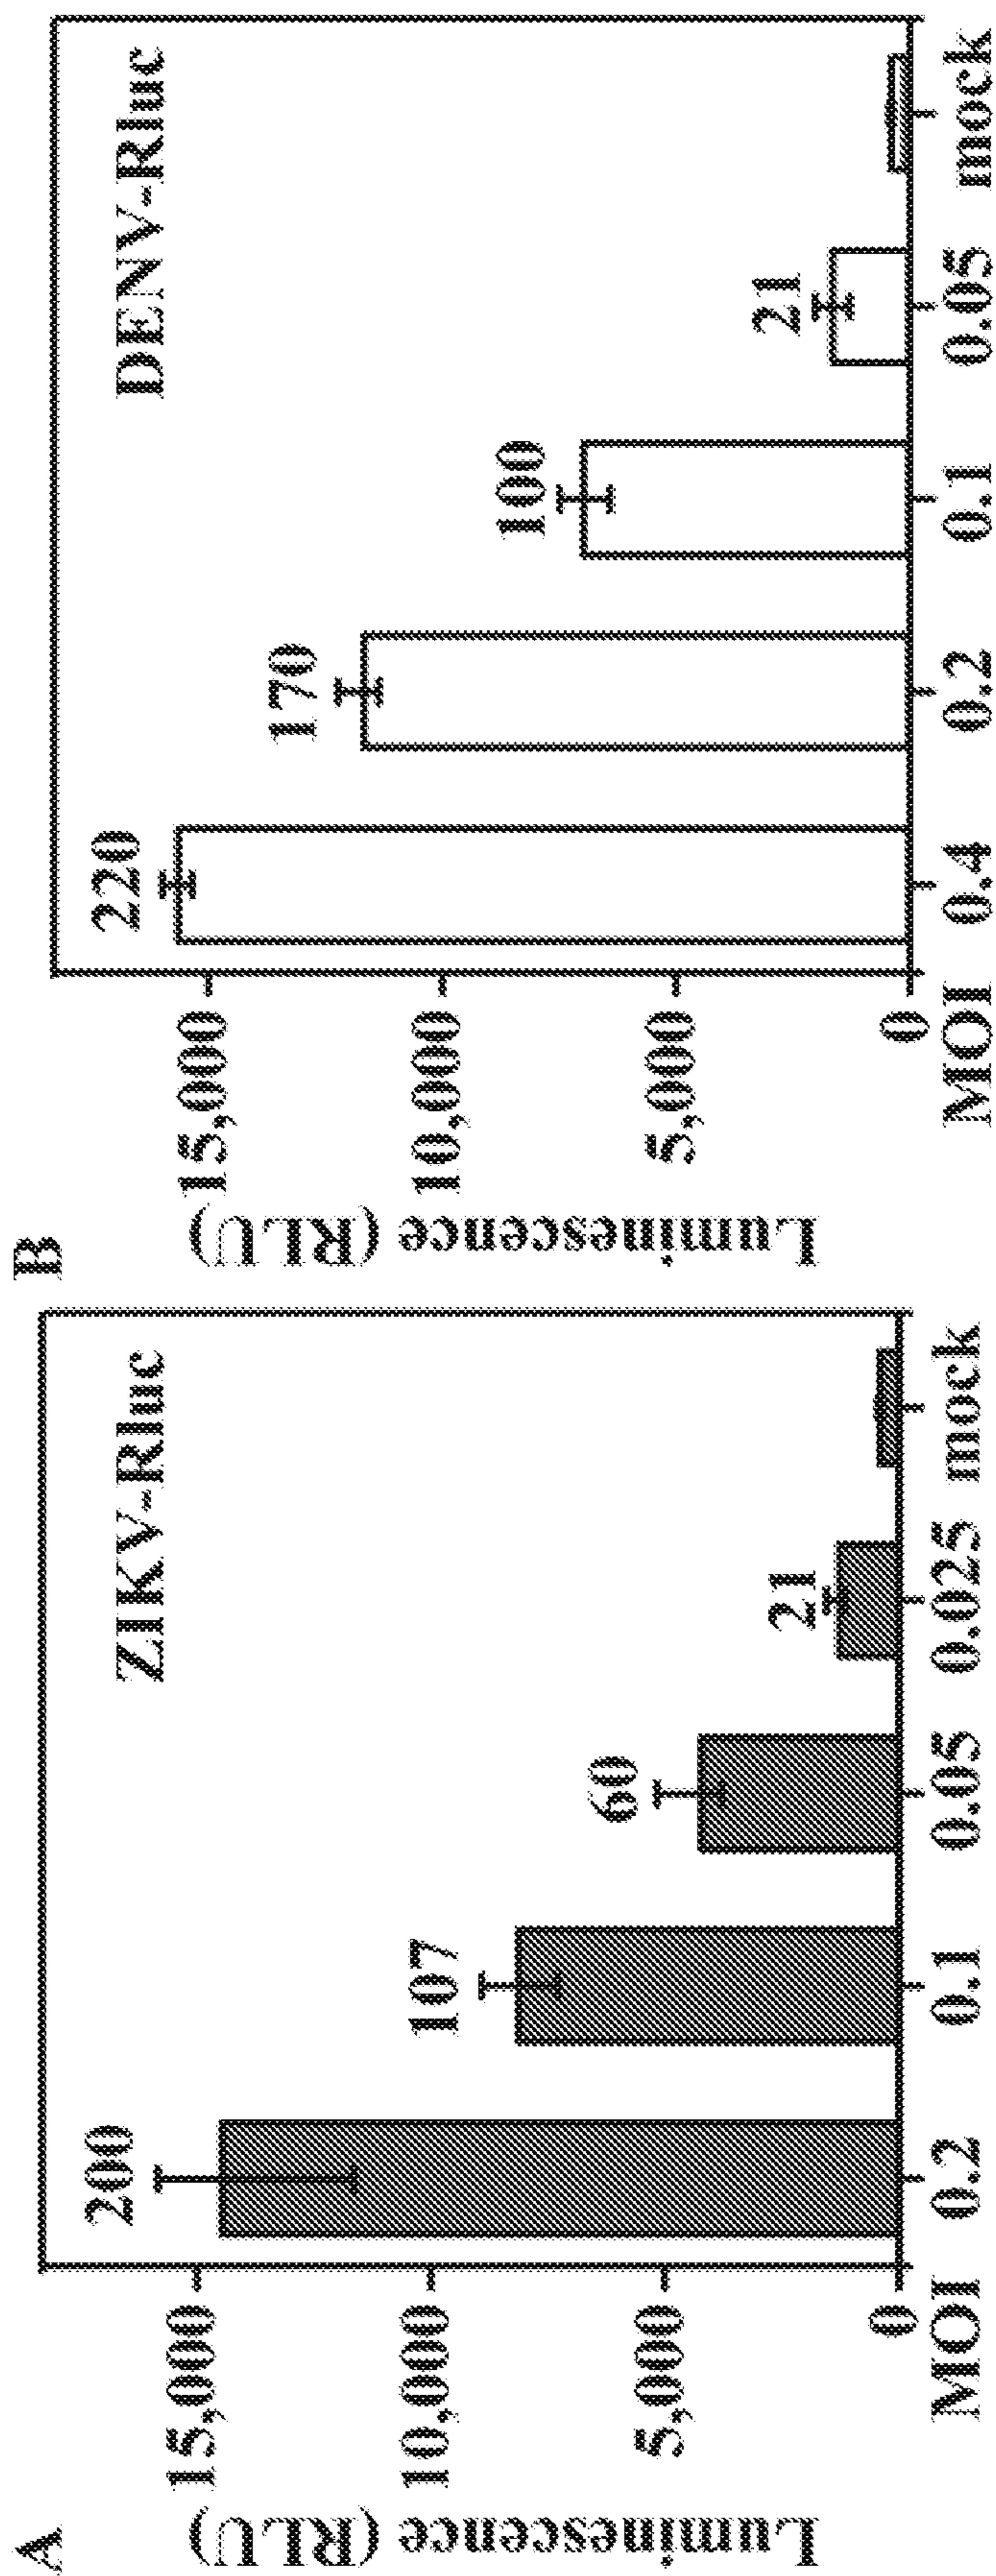 A
ZIKV-Rluc
Luminescence (RLU)
15,000
10,000
5,000
0
200
107
60
21
MOI 0.2 0.1 0.05 0.025 mock
B
DENV-Rluc
Luminescence (RLU)
15,000
10,000
5,000
0
220
170
100
21
MOI 0.4 0.2 0.1 0.05 mock